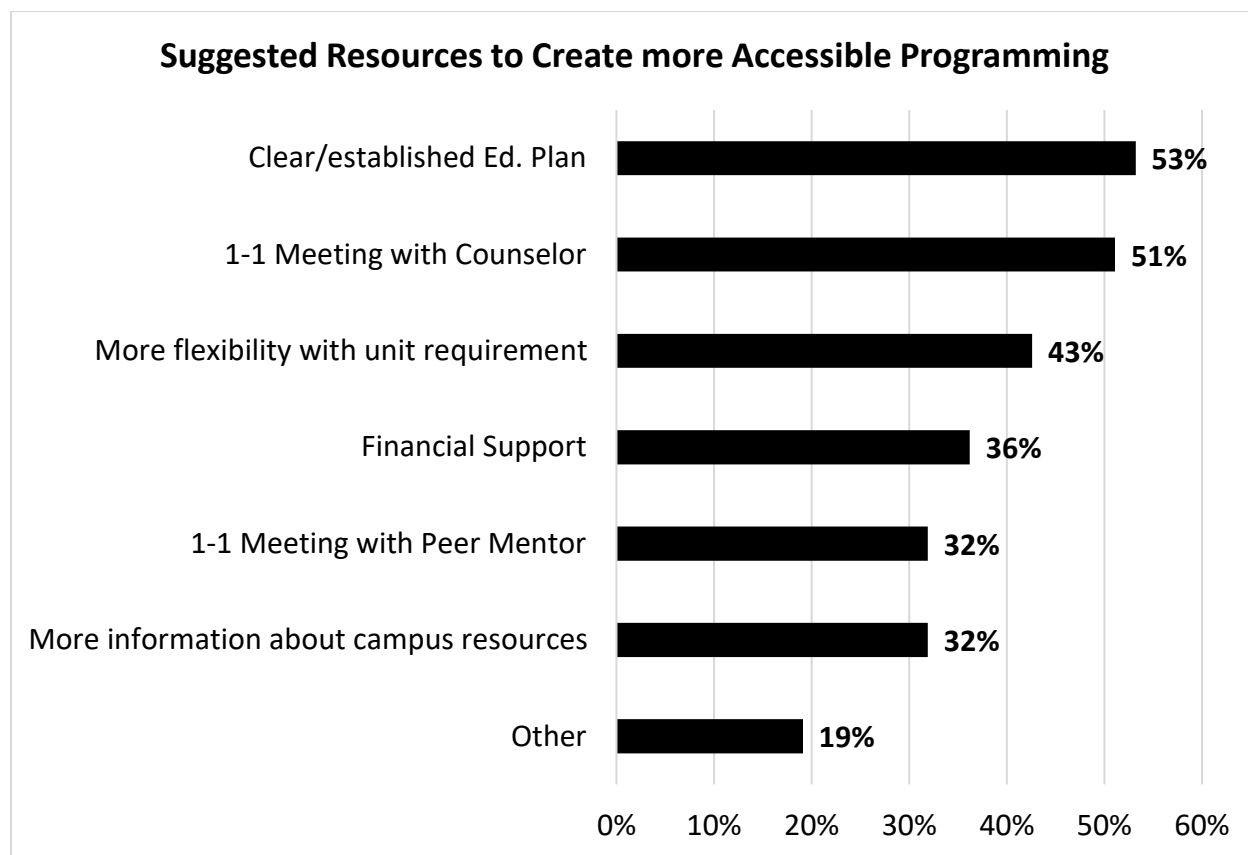 Suggested Resources to Create more Accessible Programming
Clear/established Ed. Plan 53%
1-1 Meeting with Counselor 51%
More flexibility with unit requirement 43%
Financial Support 36%
1-1 Meeting with Peer Mentor 32%
More information about campus resources 32%
Other 19%
0% 10% 20% 30% 40% 50% 60%